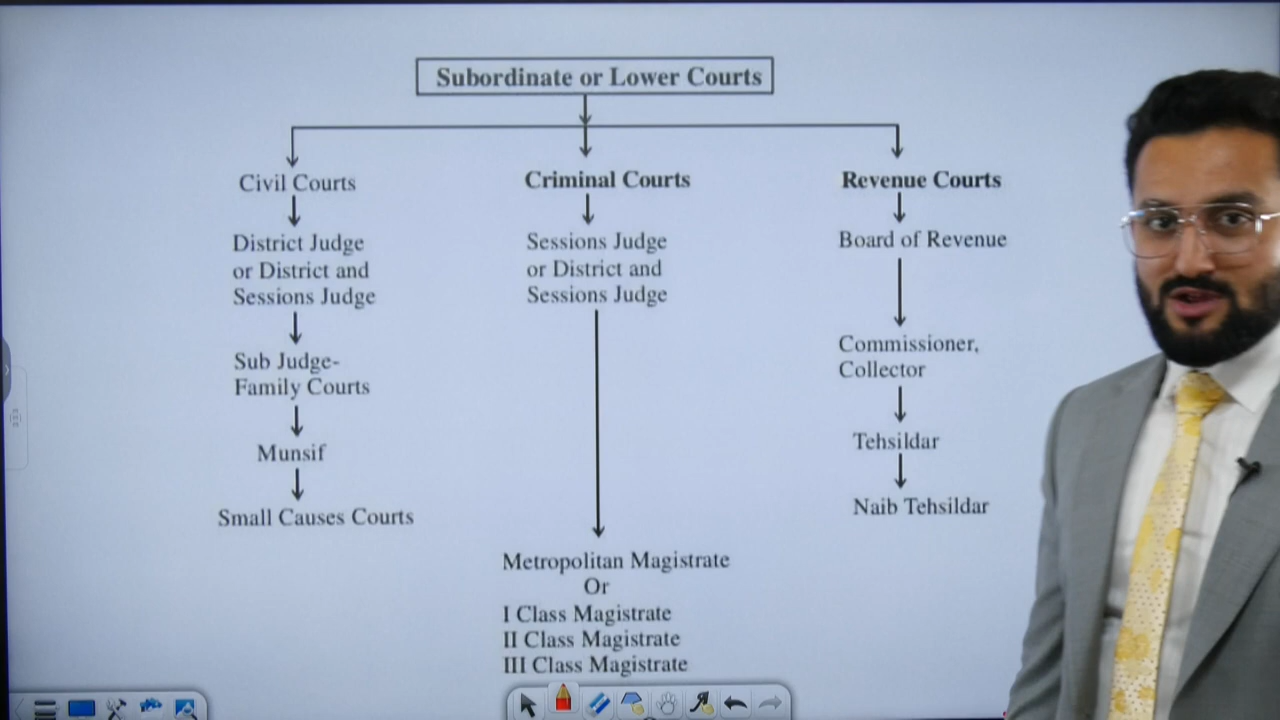 Subordinate or Lower Courts
Civil Courts
District Judge
or District and
Sessions Judge
Sub Judge-
Family Courts
Munsif
Small Causes Courts
Criminal Courts
Sessions Judge
or District and
Sessions Judge
Metropolitan Magistrate
Or
I Class Magistrate
II Class Magistrate
III Class Magistrate
Revenue Courts
Board of Revenue
Commissioner,
Collector
Tehsildar
Naib Tehsildar